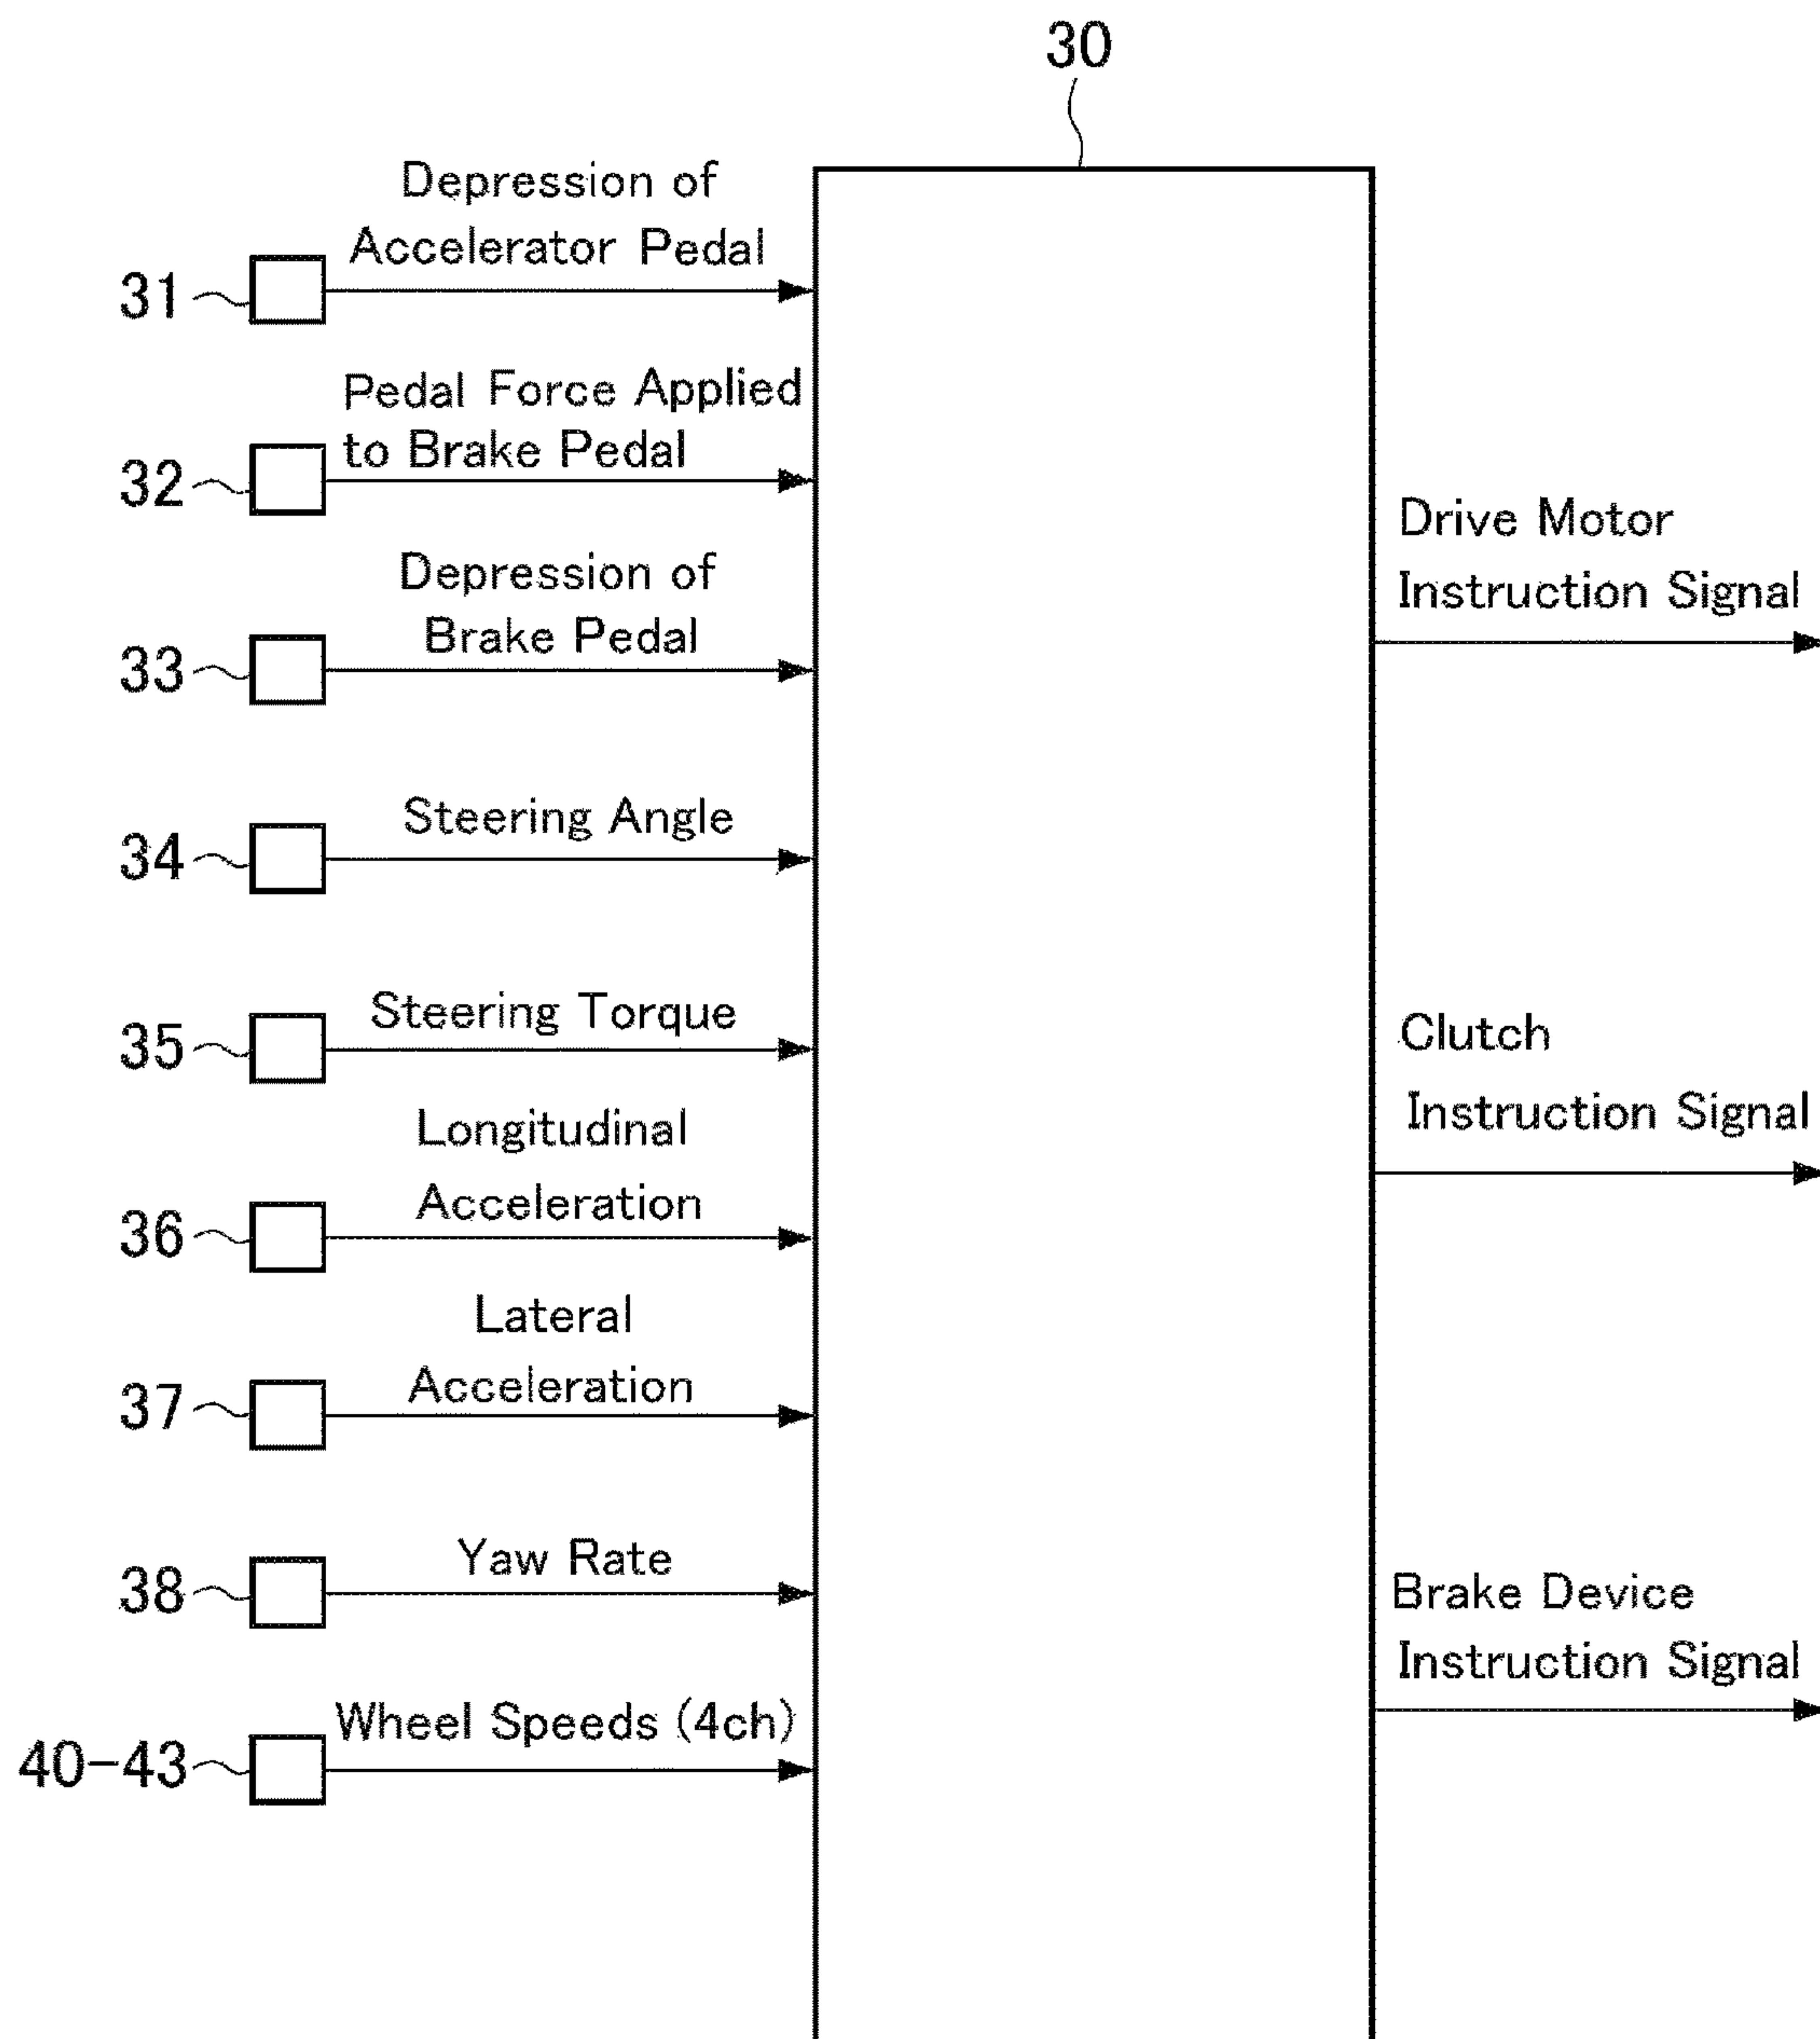 30
Depression of
Accelerator Pedal
31
Pedal Force Applied
to Brake Pedal
32
Depression of
Brake Pedal
33
Steering Angle
34
Steering Torque
35
Longitudinal
Acceleration
36
Lateral
Acceleration
37
Yaw Rate
38
Wheel Speeds (4ch)
40-43
Drive Motor
Instruction Signal
Clutch
Instruction Signal
Brake Device
Instruction Signal